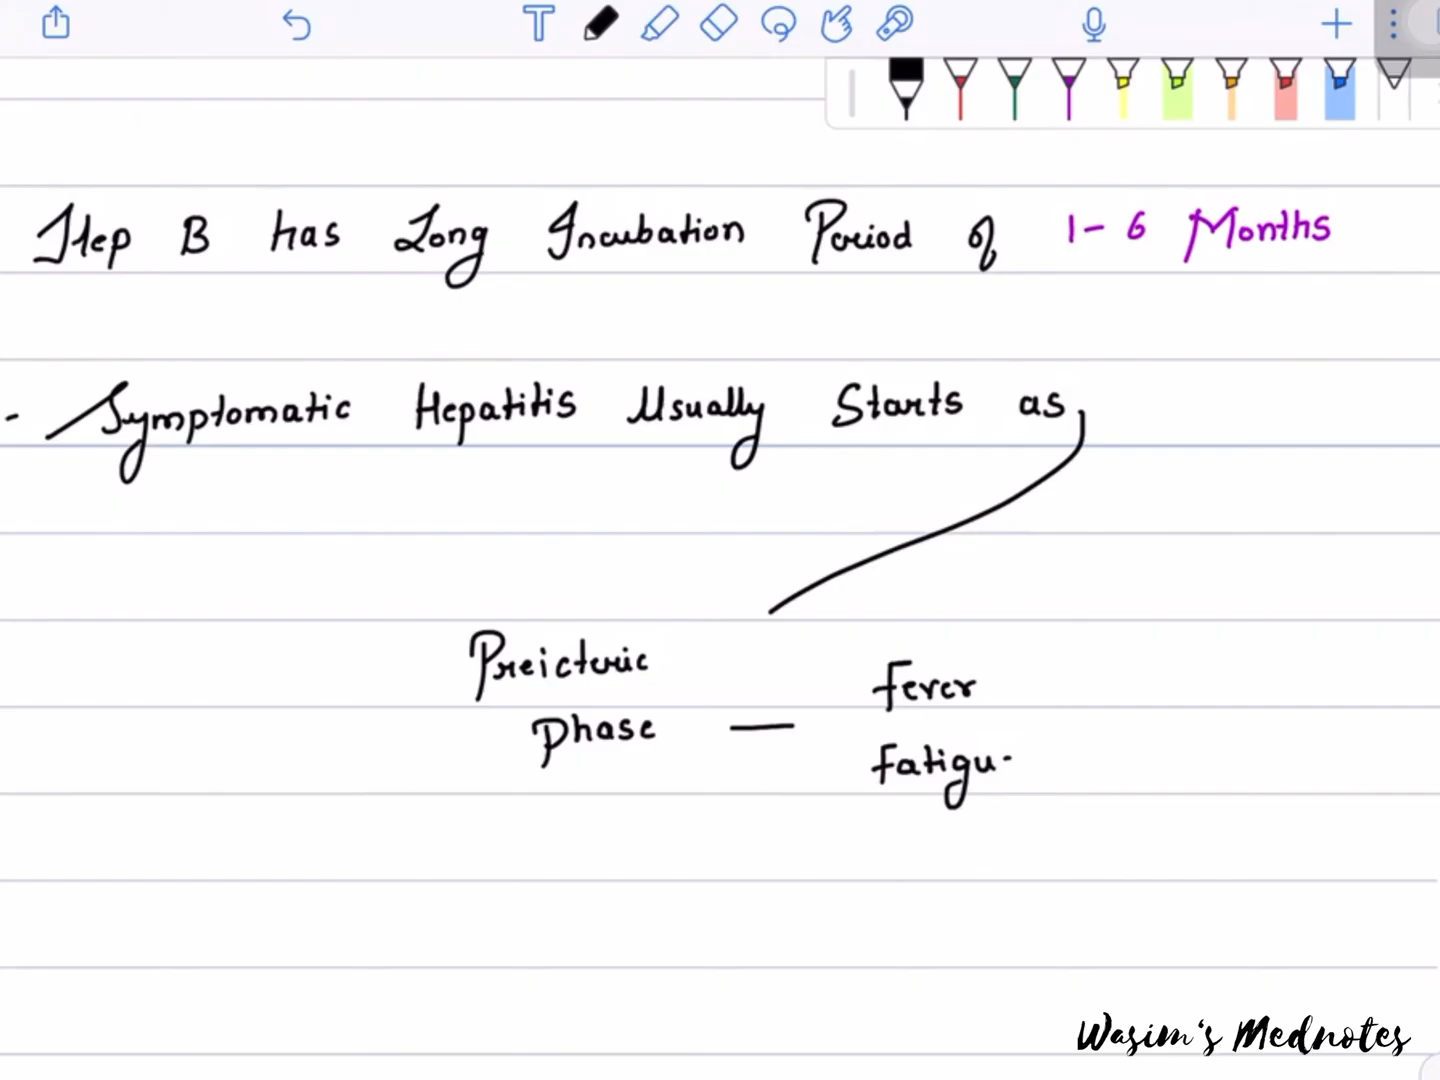 Hep B has Long Incubation Period of 1-6 Months
- Symptomatic Hepatitis Usually Starts as
Preicteric
Phase — Fever
Fatigu-
Wasim's Mednotes